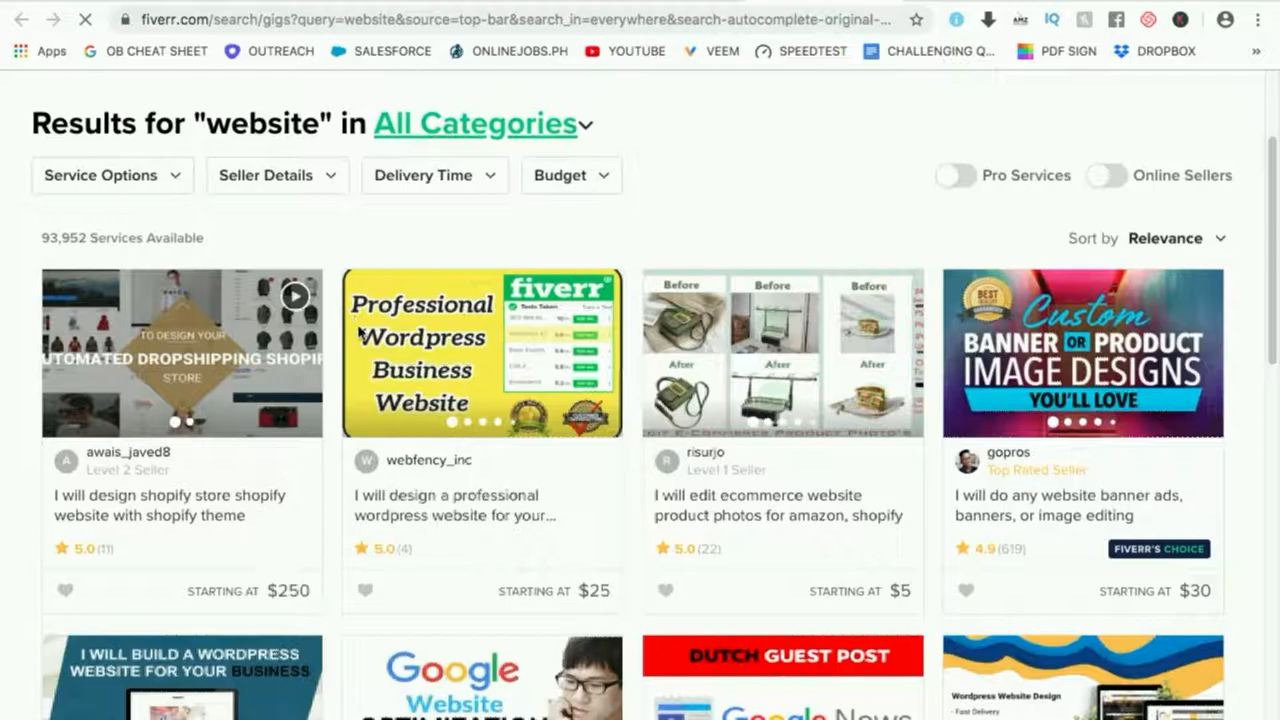 fiverr.com/search/gigs?query=website&source=top-bar&search_in=everywhere&search-autocomplete-original-...
Apps OB CHEAT SHEET OUTREACH SALESFORCE ONLINEJOBS.PH YOUTUBE VEEM SPEEDTEST CHALLENGING Q... PDF SIGN DROPBOX »
Results for "website" in All Categories
Service Options Seller Details Delivery Time Budget Pro Services Online Sellers
93,952 Services Available Sort by Relevance
TO DESIGN YOUR
UTOMATED DROPSHIPPING SHOPIF
STORE
awais_javed8
Level 2 Seller
I will design shopify store shopify
website with shopify theme
5.0 (11)
STARTING AT $250
fiverr
Tests Taken
Professional
Wordpress
Business
Website
webfency_inc
I will design a professional
wordpress website for your...
5.0 (4)
STARTING AT $25
Before Before Before
After After After
risurjo
Level 1 Seller
I will edit ecommerce website
product photos for amazon, shopify
5.0 (22)
STARTING AT $5
BEST
Custom
BANNER OR PRODUCT
IMAGE DESIGNS
YOU'LL LOVE
gopros
Top Rated Seller
I will do any website banner ads,
banners, or image editing
4.9 (619)
FIVERR'S CHOICE
STARTING AT $30
I WILL BUILD A WORDPRESS
WEBSITE FOR YOUR BUSINESS
Google
Website
OPTIMIZATION
DUTCH GUEST POST
Google News
Wordpress Website Design
- Fast Delivery